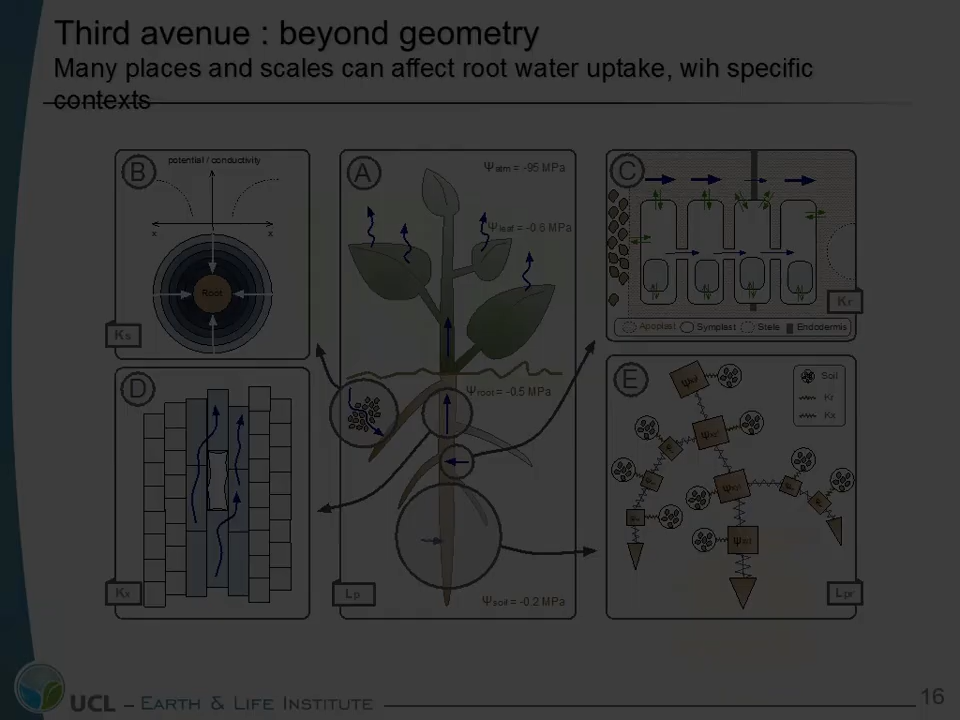 Third avenue : beyond geometry
Many places and scales can affect root water uptake, wih specific
contexts
B
potential / conductivity
x
x
Root
Ks
A
Ψatm = -95 MPa
Ψleaf = -0.6 MPa
Ψroot = -0.5 MPa
Ψsoil = -0.2 MPa
Lp
C
Kr
Apoplast
Symplast
Stele
Endodermis
D
Kx
E
Soil
Kr
Kx
Lpr
UCL – EARTH & LIFE INSTITUTE
16